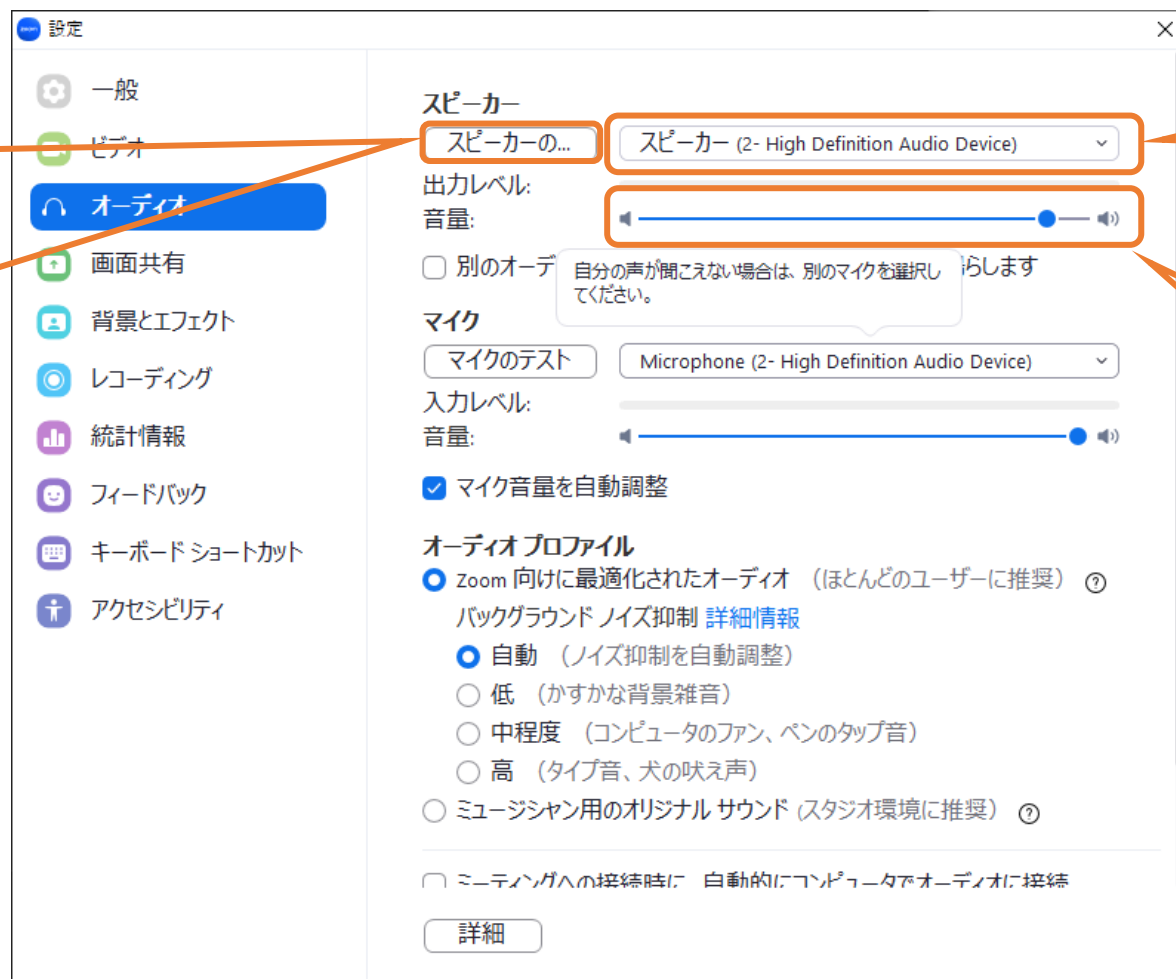 zoom 設定
一般
ビデオ
オーディオ
画面共有
背景とエフェクト
レコーディング
統計情報
フィードバック
キーボード ショートカット
アクセシビリティ
スピーカー
スピーカーの... スピーカー (2- High Definition Audio Device)
出力レベル:
音量:
別のオーデ らします
自分の声が聞こえない場合は、別のマイクを選択し
てください。
マイク
マイクのテスト Microphone (2- High Definition Audio Device)
入力レベル:
音量:
マイク音量を自動調整
オーディオ プロファイル
Zoom 向けに最適化されたオーディオ （ほとんどのユーザーに推奨） ?
バックグラウンド ノイズ抑制 詳細情報
自動 （ノイズ抑制を自動調整）
低 （かすかな背景雑音）
中程度 （コンピュータのファン、ペンのタップ音）
高 （タイプ音、犬の吠え声）
ミュージシャン用のオリジナル サウンド (スタジオ環境に推奨） ?
ミーティングへの接続時に、自動的にコンピュータでオーディオに接続
詳細